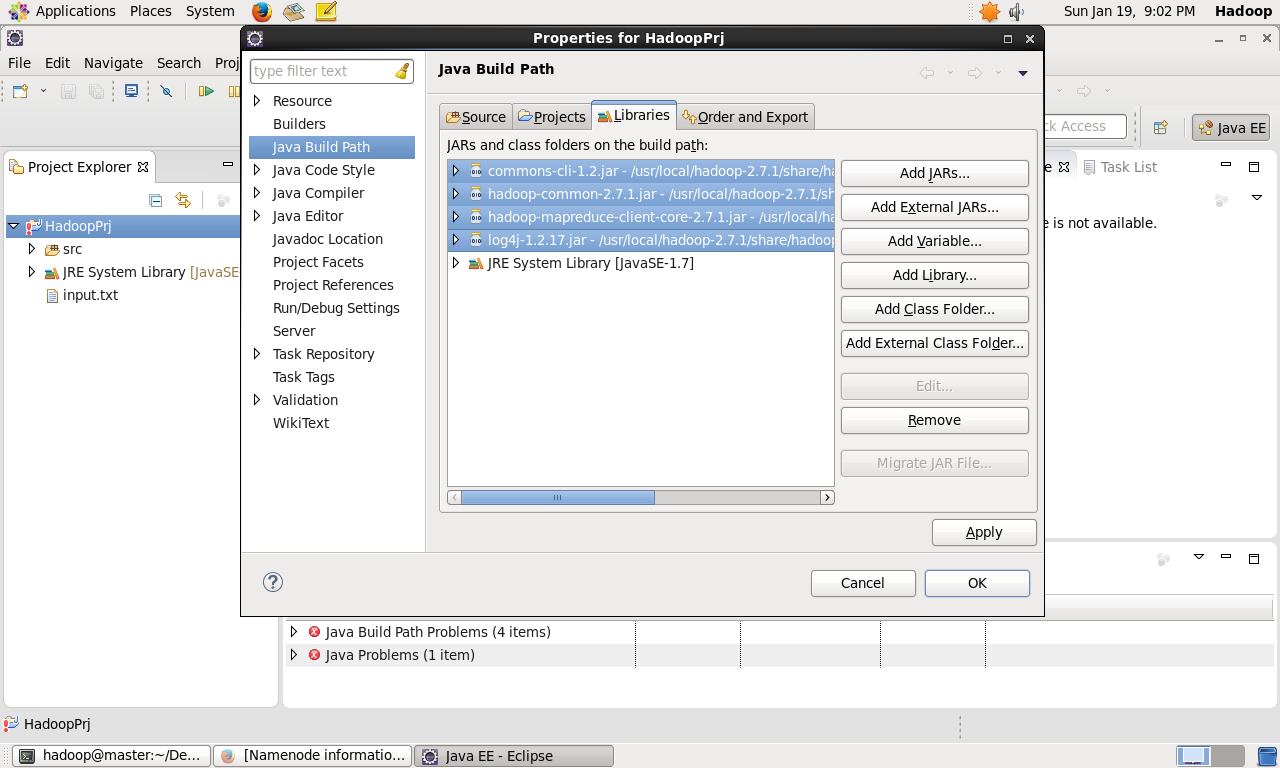 Applications Places System Sun Jan 19, 9:02 PM Hadoop
Properties for HadoopPrj
File Edit Navigate Search Proj
type filter text
Java Build Path
Resource
Builders
Java Build Path
Java Code Style
Java Compiler
Java Editor
Javadoc Location
Project Facets
Project References
Run/Debug Settings
Server
Task Repository
Task Tags
Validation
WikiText
Source Projects Libraries Order and Export
JARs and class folders on the build path:
commons-cli-1.2.jar - /usr/local/hadoop-2.7.1/share/ha
hadoop-common-2.7.1.jar - /usr/local/hadoop-2.7.1/sh
hadoop-mapreduce-client-core-2.7.1.jar - /usr/local/ha
log4j-1.2.17.jar - /usr/local/hadoop-2.7.1/share/hadoop
JRE System Library [JavaSE-1.7]
Add JARs...
Add External JARs...
Add Variable...
Add Library...
Add Class Folder...
Add External Class Folder...
Edit...
Remove
Migrate JAR File...
Apply
Cancel OK
Project Explorer
HadoopPrj
src
JRE System Library [JavaSE
input.txt
Access
Java EE
Task List
e is not available.
Java Build Path Problems (4 items)
Java Problems (1 item)
HadoopPrj
hadoop@master:~/De... [Namenode informatio... Java EE - Eclipse